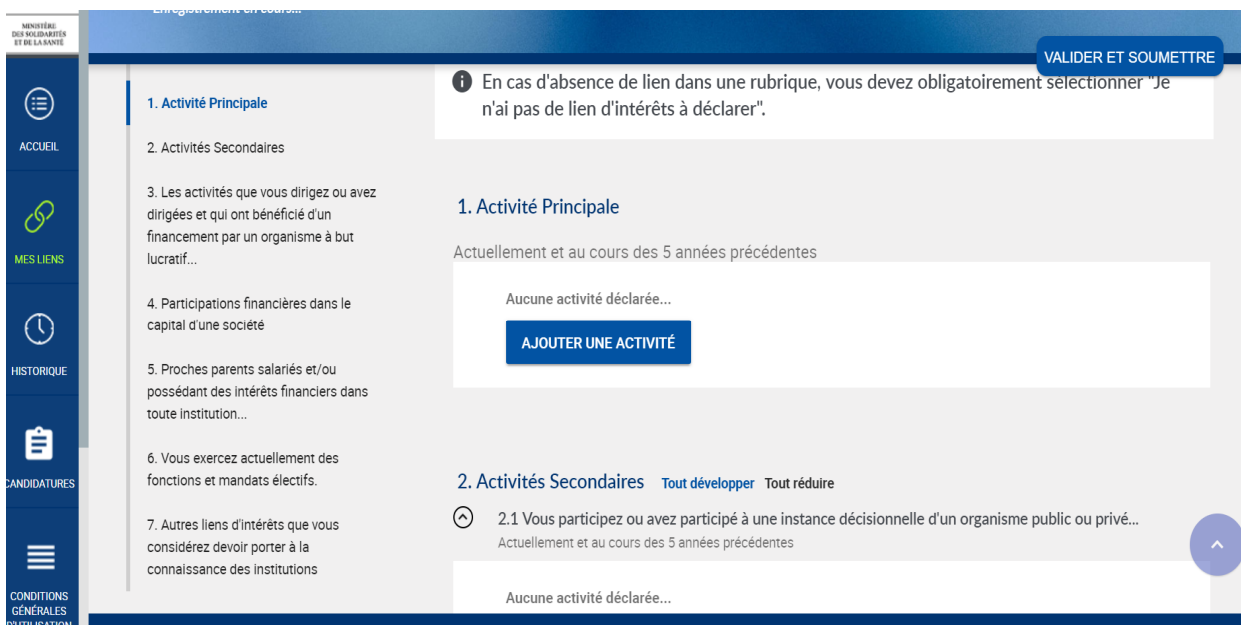 Enregistrement en cours...
MINISTÈRE
DES SOLIDARITÉS
ET DE LA SANTÉ
VALIDER ET SOUMETTRE
ACCUEIL
MES LIENS
HISTORIQUE
CANDIDATURES
CONDITIONS
GÉNÉRALES
D'UTILISATION
1. Activité Principale
2. Activités Secondaires
3. Les activités que vous dirigez ou avez
dirigées et qui ont bénéficié d'un
financement par un organisme à but
lucratif...
4. Participations financières dans le
capital d'une société
5. Proches parents salariés et/ou
possédant des intérêts financiers dans
toute institution...
6. Vous exercez actuellement des
fonctions et mandats électifs.
7. Autres liens d'intérêts que vous
considérez devoir porter à la
connaissance des institutions
En cas d'absence de lien dans une rubrique, vous devez obligatoirement sélectionner "Je
n'ai pas de lien d'intérêts à déclarer".
1. Activité Principale
Actuellement et au cours des 5 années précédentes
Aucune activité déclarée...
AJOUTER UNE ACTIVITÉ
2. Activités Secondaires Tout développer Tout réduire
2.1 Vous participez ou avez participé à une instance décisionnelle d'un organisme public ou privé...
Actuellement et au cours des 5 années précédentes
Aucune activité déclarée...